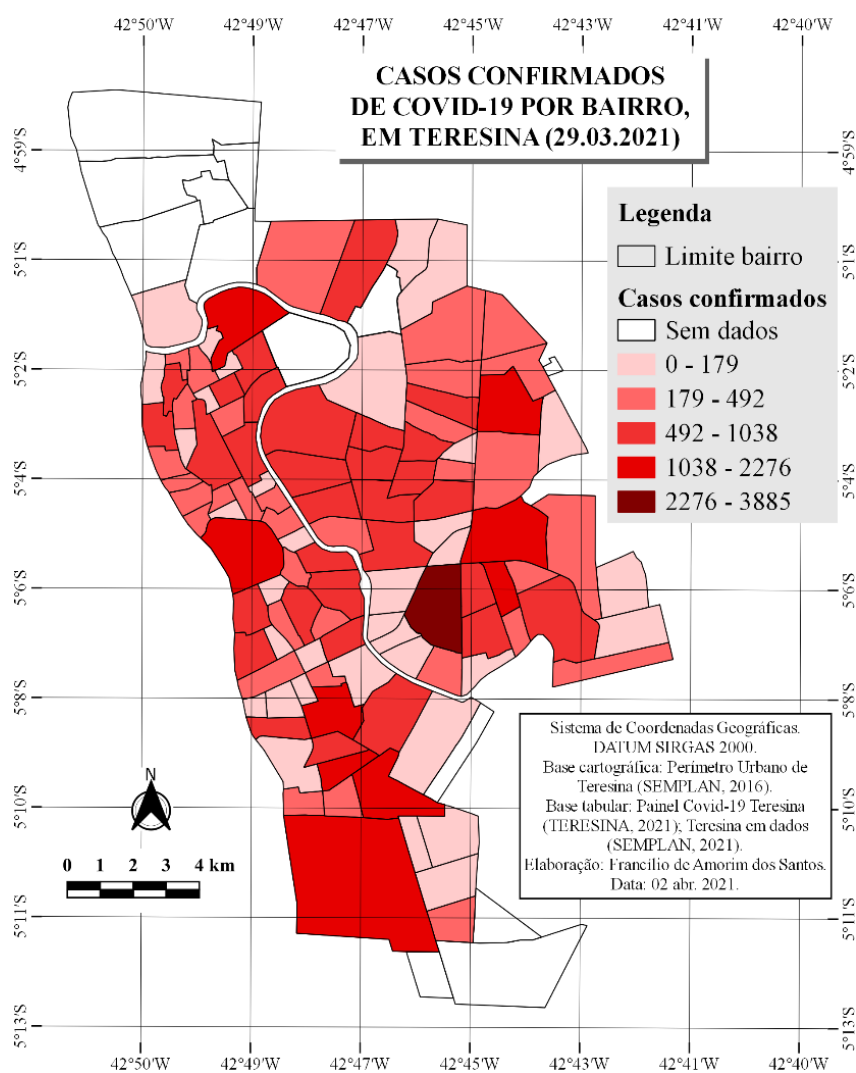 42°50'W 42°49'W 42°47'W 42°46'W 42°45'W 42°43'W 42°42'W 42°40'W
CASOS CONFIRMADOS
DE COVID-19 POR BAIRRO,
EM TERESINA (29.03.2021)
4°59'S
5°1'S
5°2'S
5°4'S
5°6'S
5°8'S
5°10'S
5°11'S
5°13'S
4°59'S
5°1'S
5°2'S
5°4'S
5°6'S
5°8'S
5°10'S
5°11'S
5°13'S
Legenda
Limite bairro
Casos confirmados
Sem dados
0 - 179
179 - 492
492 - 1038
1038 - 2276
2276 - 3885
Sistema de Coordenadas Geográficas.
DATUM SIRGAS 2000.
Base cartográfica: Perímetro Urbano de
Teresina (SEMPLAN, 2016).
Base tabular: Painel Covid-19 Teresina
(TERESINA, 2021); Teresina em dados
(SEMPLAN, 2021).
Elaboração: Francílio de Amorim dos Santos.
Data: 02 abr. 2021.
N
0 1 2 3 4 km
42°50'W 42°49'W 42°47'W 42°46'W 42°45'W 42°43'W 42°41'W 42°40'W